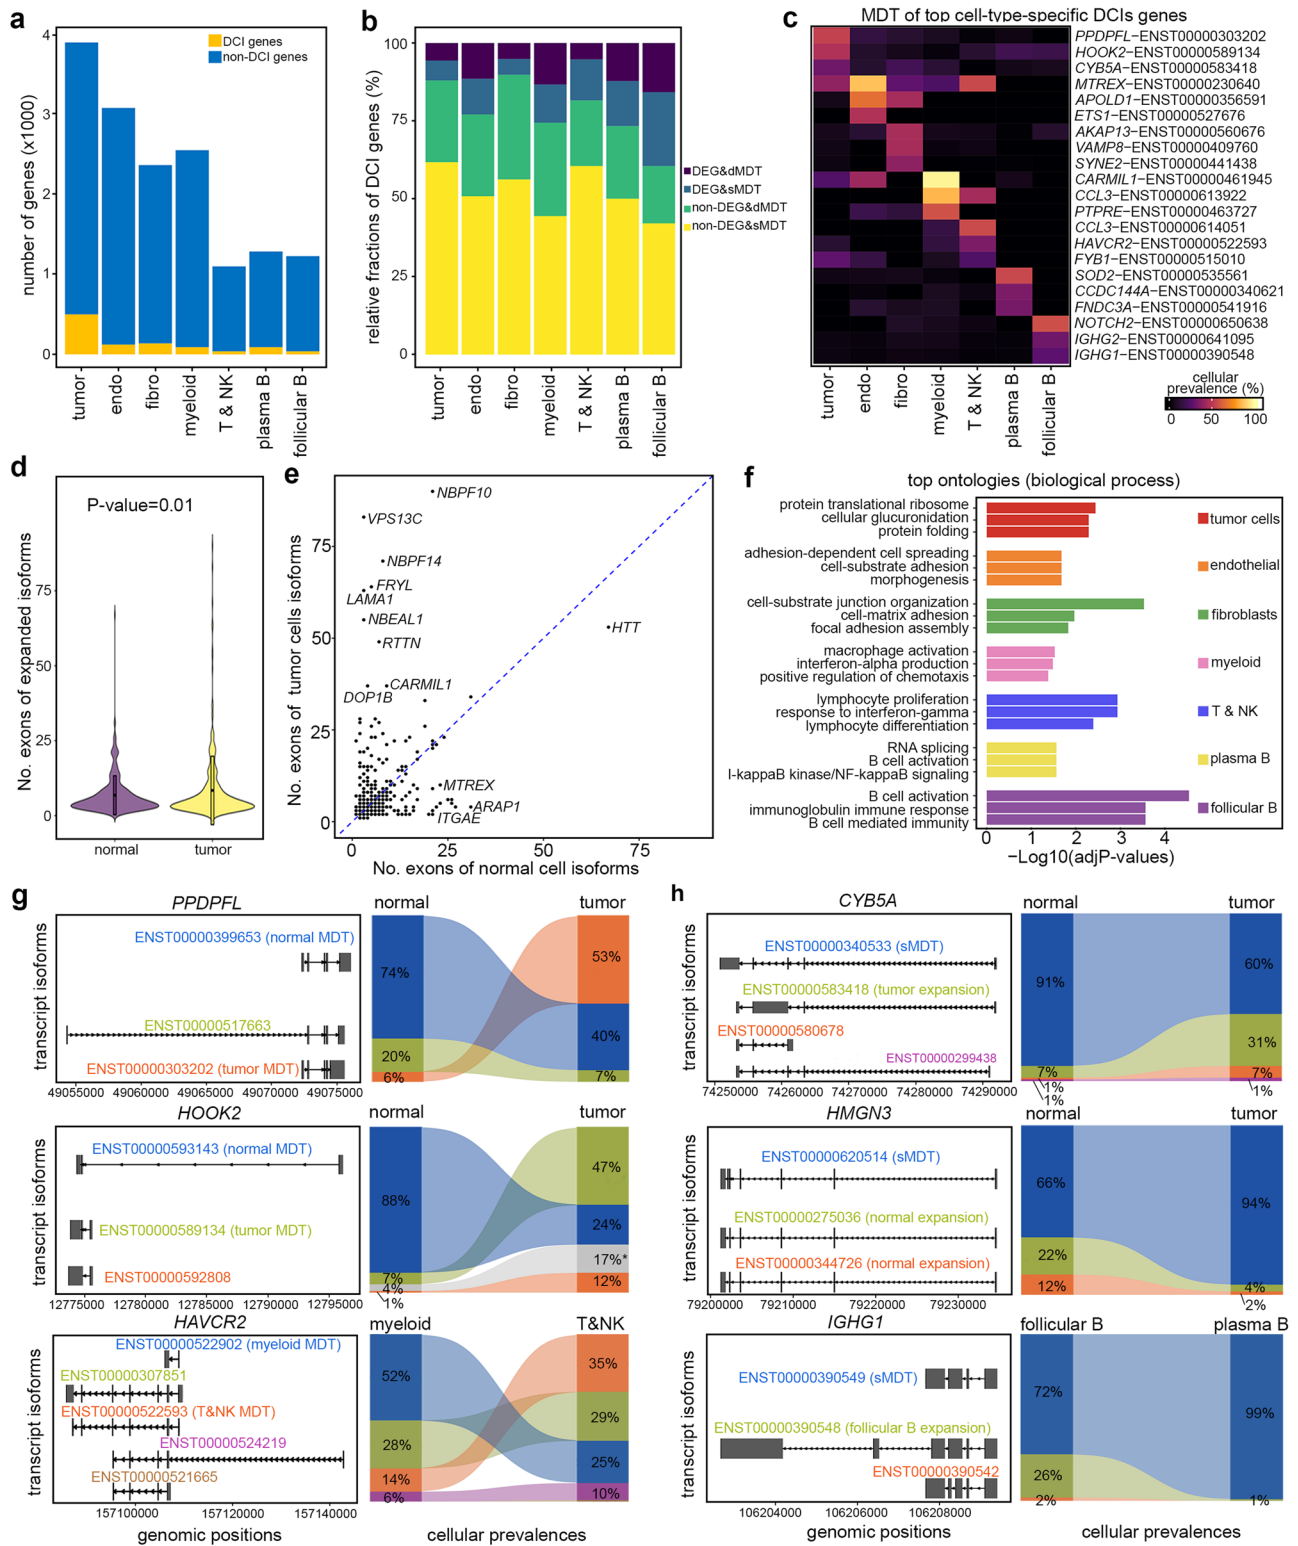 a
number of genes (x1000)
4
3
2
1
0
DCI genes
non-DCI genes
tumor
endo
fibro
myeloid
T & NK
plasma B
follicular B
b
relative fractions of DCI genes (%)
100
75
50
25
0
DEG&dMDT
DEG&sMDT
non-DEG&dMDT
non-DEG&sMDT
tumor
endo
fibro
myeloid
T & NK
plasma B
follicular B
c
MDT of top cell-type-specific DCIs genes
PPDPFL−ENST00000303202
HOOK2−ENST00000589134
CYB5A−ENST00000583418
MTREX−ENST00000230640
APOLD1−ENST00000356591
ETS1−ENST00000527676
AKAP13−ENST00000560676
VAMP8−ENST00000409760
SYNE2−ENST00000441438
CARMIL1−ENST00000461945
CCL3−ENST00000613922
PTPRE−ENST00000463727
CCL3−ENST00000614051
HAVCR2−ENST00000522593
FYB1−ENST00000515010
SOD2−ENST00000535561
CCDC144A−ENST00000340621
FNDC3A−ENST00000541916
NOTCH2−ENST00000650638
IGHG2−ENST00000641095
IGHG1−ENST00000390548
tumor
endo
fibro
myeloid
T & NK
plasma B
follicular B
cellular
prevalence (%)
0 50 100
d
No. exons of expanded isoforms
P-value=0.01
75
50
25
0
normal
tumor
e
No. exons of tumor cells isoforms
75
50
25
0
NBPF10
VPS13C
NBPF14
FRYL
LAMA1
NBEAL1
RTTN
HTT
CARMIL1
DOP1B
MTREX
ARAP1
ITGAE
0 25 50 75
No. exons of normal cell isoforms
f
top ontologies (biological process)
protein translational ribosome
cellular glucuronidation
protein folding
adhesion-dependent cell spreading
cell-substrate adhesion
morphogenesis
cell-substrate junction organization
cell-matrix adhesion
focal adhesion assembly
macrophage activation
interferon-alpha production
positive regulation of chemotaxis
lymphocyte proliferation
response to interferon-gamma
lymphocyte differentiation
RNA splicing
B cell activation
I-kappaB kinase/NF-kappaB signaling
B cell activation
immunoglobulin immune response
B cell mediated immunity
tumor cells
endothelial
fibroblasts
myeloid
T & NK
plasma B
follicular B
0 1 2 3 4
−Log10(adjP-values)
g
PPDPFL
transcript isoforms
ENST00000399653 (normal MDT)
ENST00000517663
ENST00000303202 (tumor MDT)
49055000 49060000 49065000 49070000 49075000
normal
tumor
74%
20%
6%
53%
40%
7%
HOOK2
transcript isoforms
ENST00000593143 (normal MDT)
ENST00000589134 (tumor MDT)
ENST00000592808
12775000 12780000 12785000 12790000 12795000
normal
tumor
88%
7%
4%
1%
47%
24%
17%*
12%
HAVCR2
transcript isoforms
ENST00000522902 (myeloid MDT)
ENST00000307851
ENST00000522593 (T&NK MDT)
ENST00000524219
ENST00000521665
157100000 157120000 157140000
genomic positions
myeloid
T&NK
52%
28%
14%
6%
35%
29%
25%
10%
cellular prevalences
h
CYB5A
transcript isoforms
ENST00000340533 (sMDT)
ENST00000583418 (tumor expansion)
ENST00000580678
ENST00000299438
74250000 74260000 74270000 74280000 74290000
normal
tumor
91%
7%
1%
1%
60%
31%
7%
1%
HMGN3
transcript isoforms
ENST00000620514 (sMDT)
ENST00000275036 (normal expansion)
ENST00000344726 (normal expansion)
79200000 79210000 79220000 79230000
normal
tumor
66%
22%
12%
94%
4%
2%
IGHG1
transcript isoforms
ENST00000390549 (sMDT)
ENST00000390548 (follicular B expansion)
ENST00000390542
106204000 106206000 106208000
genomic positions
follicular B
plasma B
72%
26%
2%
99%
1%
cellular prevalences